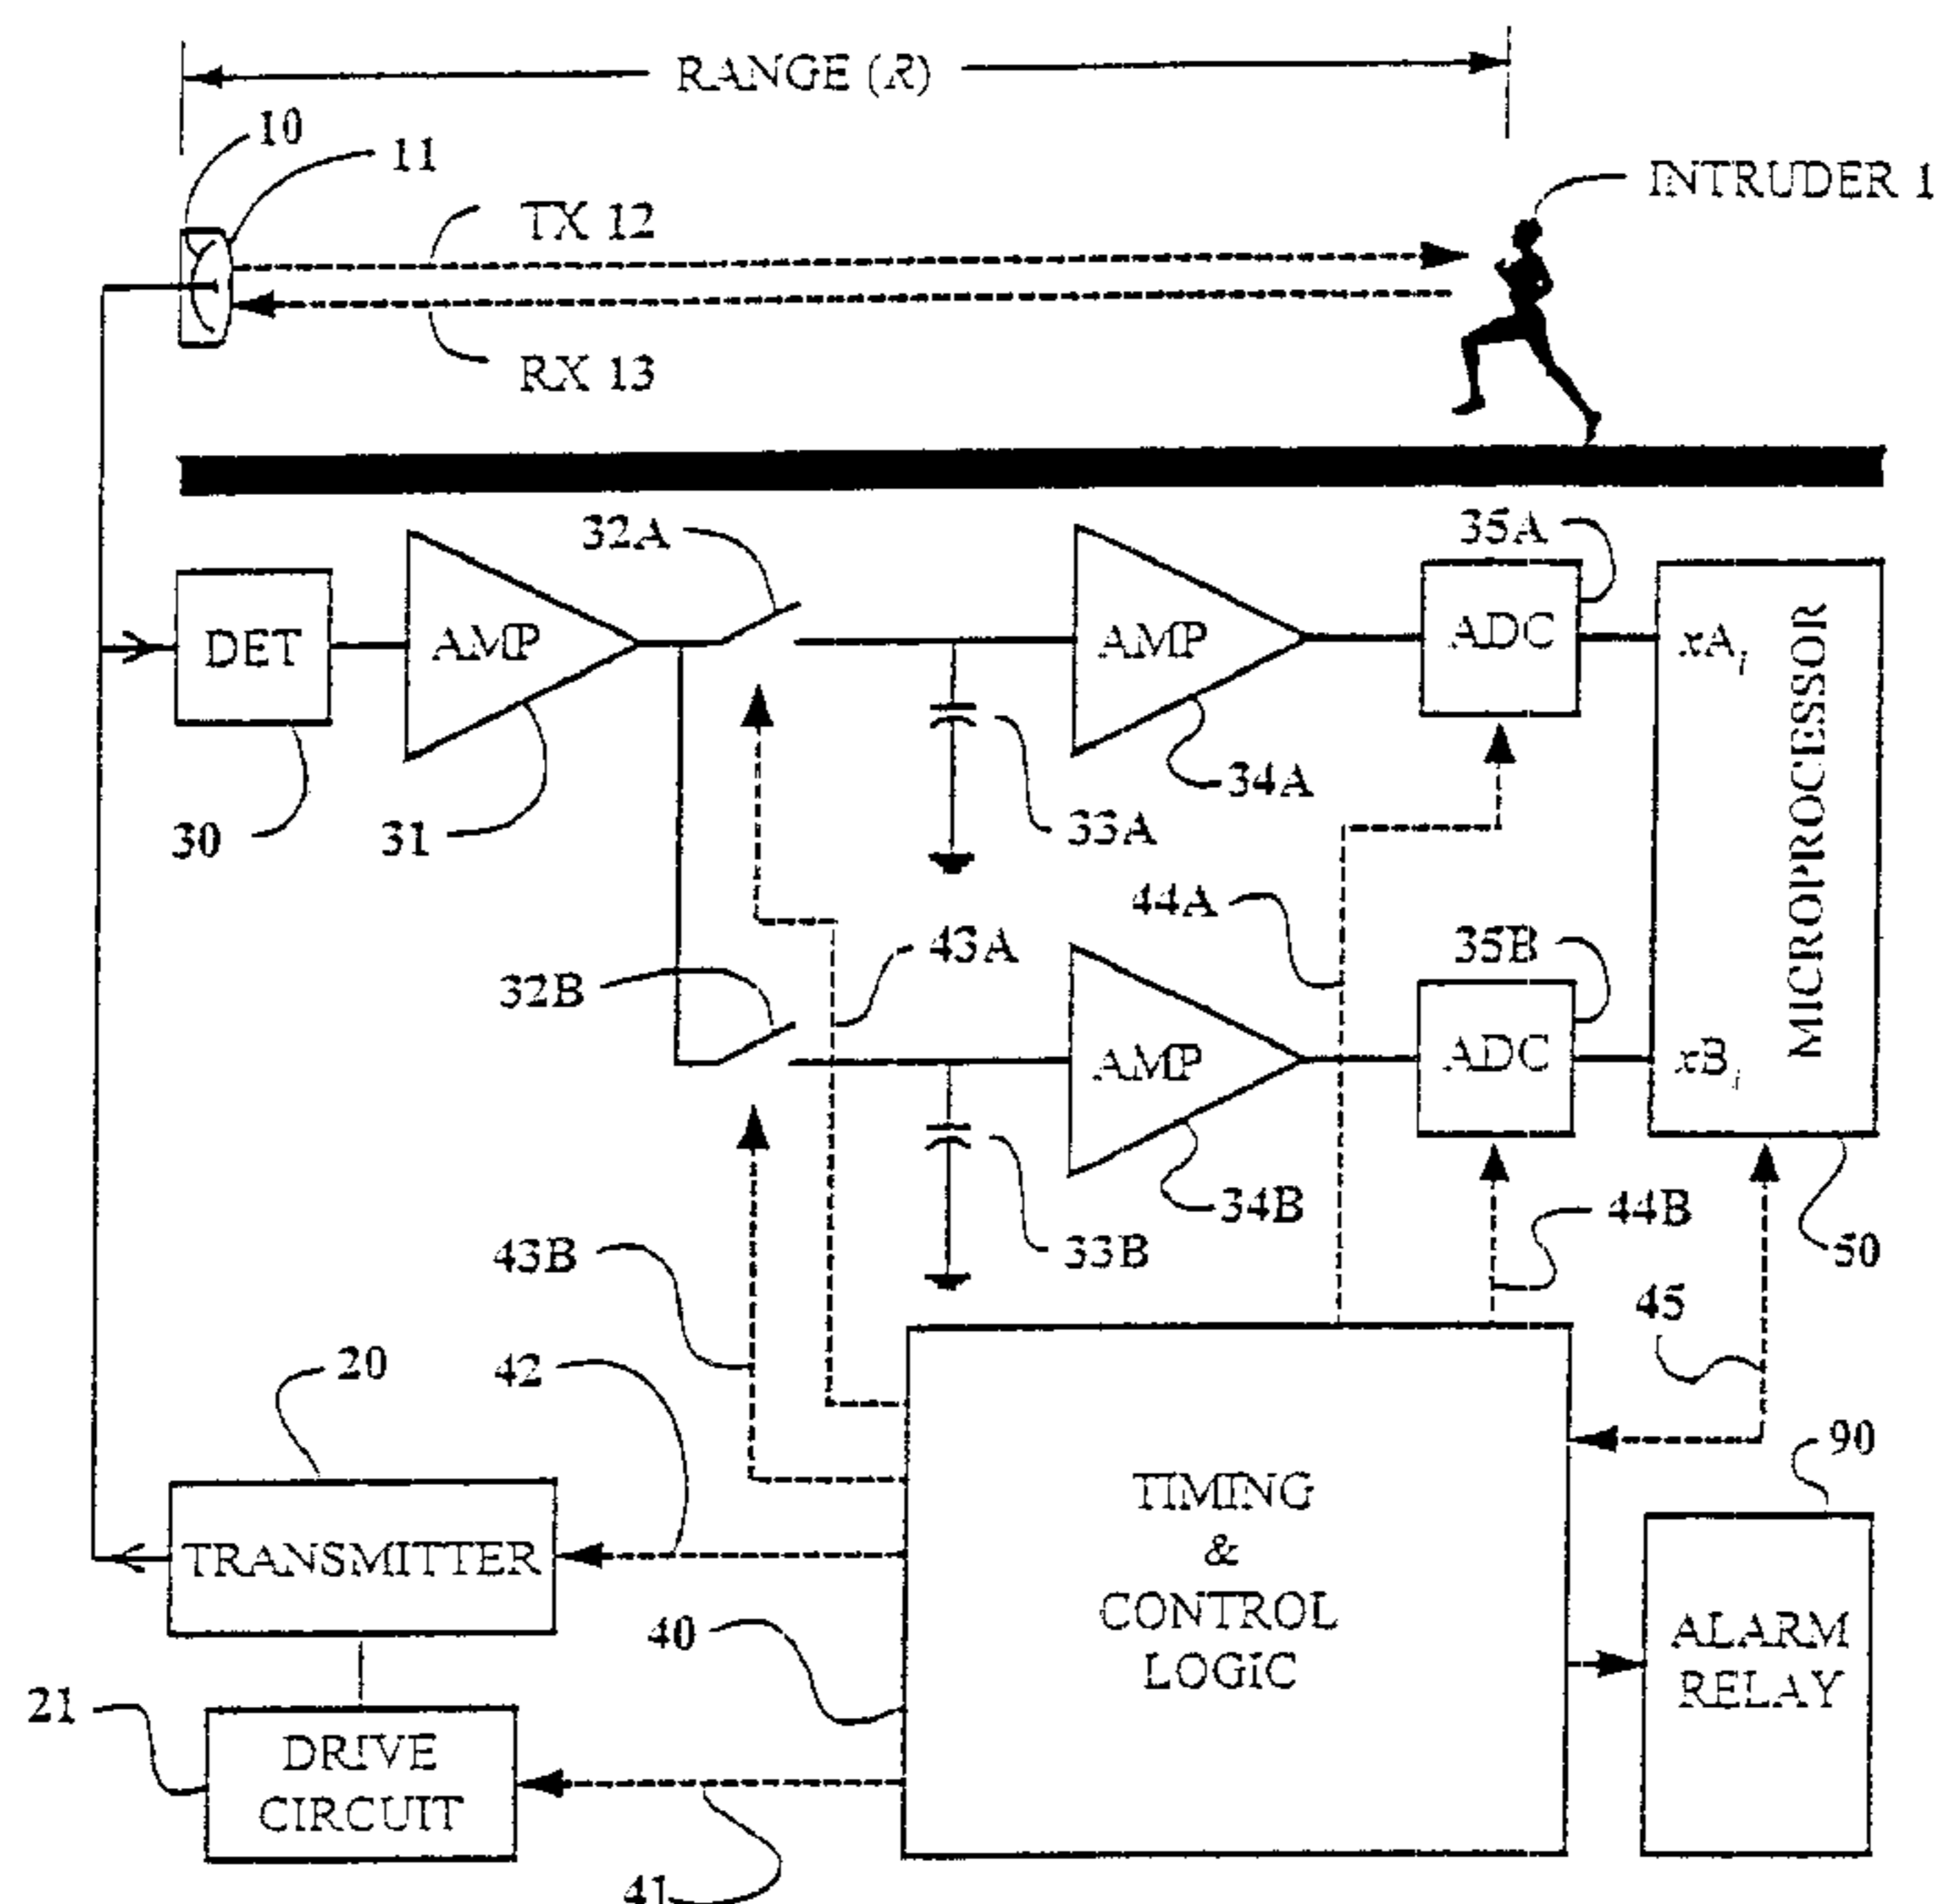 RANGE (R)
10
11
INTRUDER 1
TX 12
RX 13
32A
35A
DET
AMP
AMP
ADC
xAi
MICROPROCESSOR
30
31
34A
33A
44A
43A
35B
32B
AMP
ADC
xBi
34B
44B
43B
33B
50
45
20
42
90
TIMING
&
CONTROL
LOGIC
TRANSMITTER
40
ALARM
RELAY
21
DRIVE
CIRCUIT
41